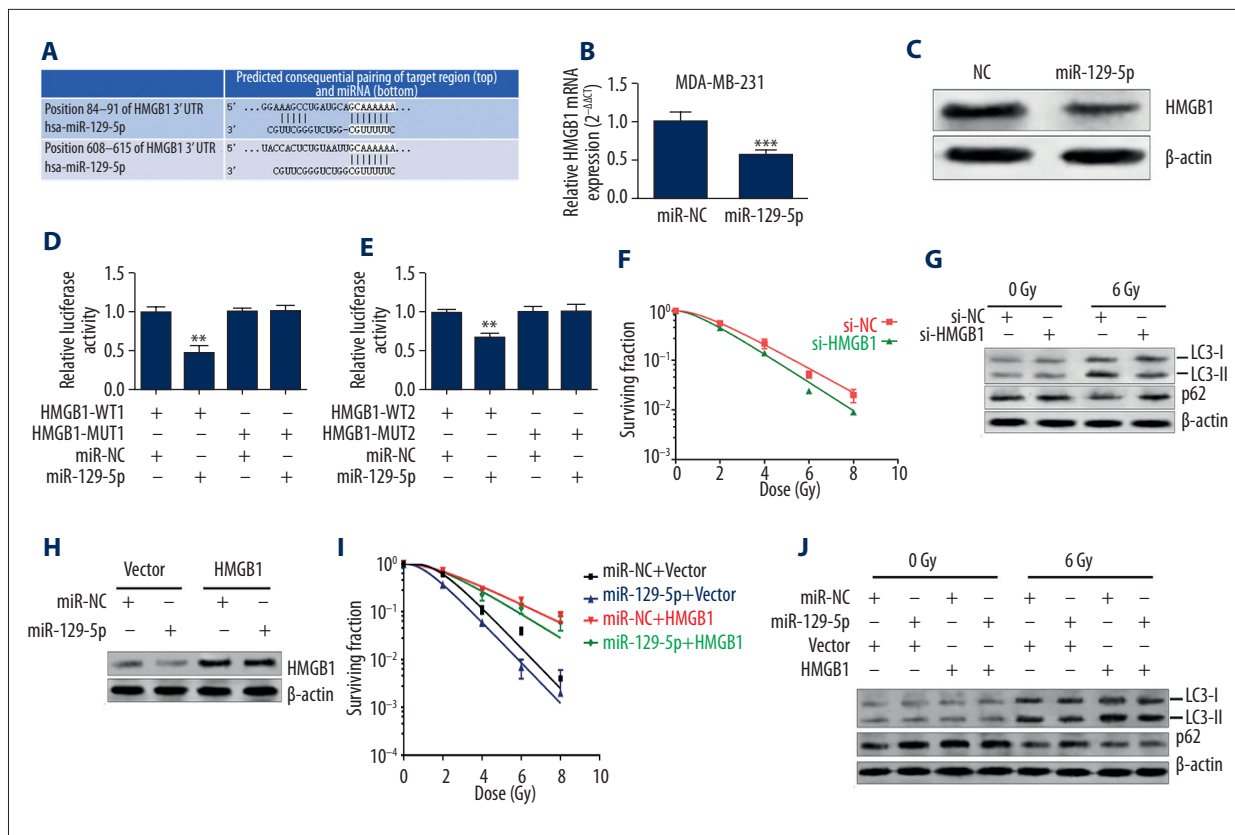 A
Predicted consequential pairing of target region (top)
and miRNA (bottom)
Position 84–91 of HMGB1 3' UTR
hsa-miR-129-5p
5' ...GGAAAGCCUGAUGCAGCAAAAAA...
3' CGUUCGGGUCUGG-CGUUUUUC
Position 608–615 of HMGB1 3' UTR
hsa-miR-129-5p
5' ...UACCACUCUGUAAUUGCAAAAAA...
3' CGUUCGGGUCUGGCGUUUUUC
B
MDA-MB-231
Relative HMGB1 mRNA
expression (2^−ΔΔCT)
1.5
1.0
0.5
0.0
***
miR-NC miR-129-5p
C
NC miR-129-5p
HMGB1
β-actin
D
Relative luciferase
activity
1.5
1.0
0.5
0.0
**
HMGB1-WT1 + + – –
HMGB1-MUT1 – – + +
miR-NC + – + –
miR-129-5p – + – +
E
Relative luciferase
activity
1.5
1.0
0.5
0.0
**
HMGB1-WT2 + + – –
HMGB1-MUT2 – – + +
miR-NC + – + –
miR-129-5p – + – +
F
Surviving fraction
10^0
10^−1
10^−2
10^−3
0 2 4 6 8 10
Dose (Gy)
si-NC
si-HMGB1
G
0 Gy 6 Gy
si-NC + – + –
si-HMGB1 – + – +
LC3-I
LC3-II
p62
β-actin
H
Vector HMGB1
miR-NC + – + –
miR-129-5p – + – +
HMGB1
β-actin
I
Surviving fraction
10^0
10^−1
10^−2
10^−3
10^−4
0 2 4 6 8 10
Dose (Gy)
miR-NC+Vector
miR-129-5p+Vector
miR-NC+HMGB1
miR-129-5p+HMGB1
J
0 Gy 6 Gy
miR-NC + – + – + – + –
miR-129-5p – + – + – + – +
Vector + + – – + + – –
HMGB1 – – + + – – + +
LC3-I
LC3-II
p62
β-actin